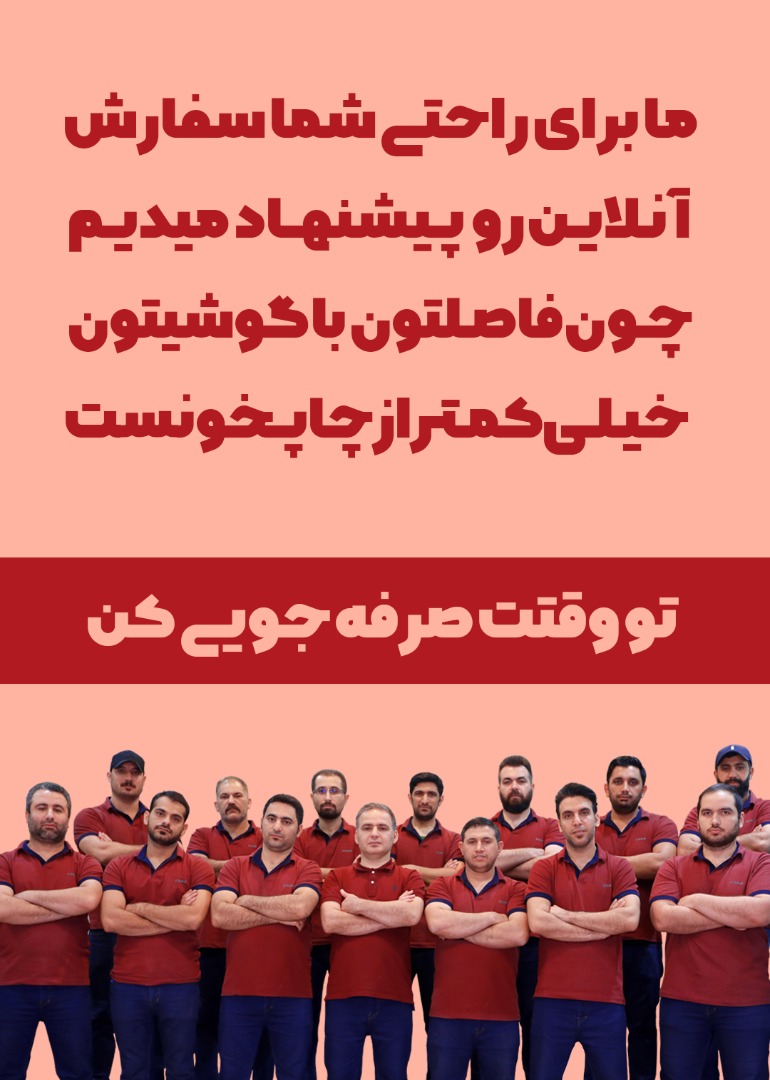 ما برای راحتی شما سفارش
آنلاین رو پیشنهاد میدیم
چون فاصلتون با گوشیتون
خیلی کمتر از چاپخونست
تو وقتت صرفه جویی کن